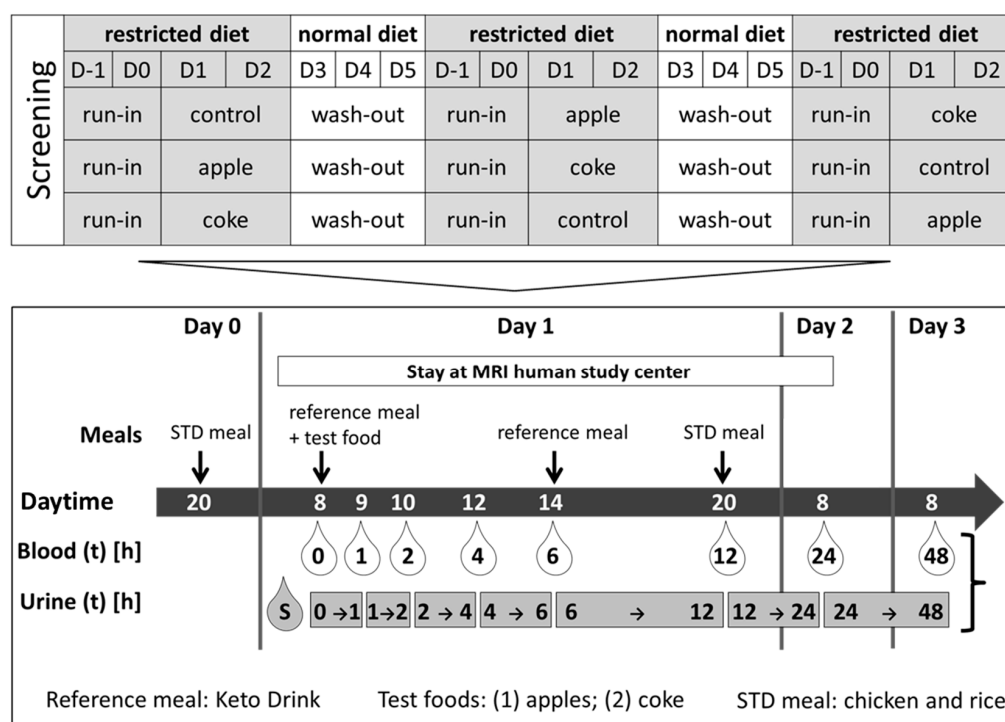 Screening
restricted diet normal diet restricted diet normal diet restricted diet
D-1 D0 D1 D2 D3 D4 D5 D-1 D0 D1 D2 D3 D4 D5 D-1 D0 D1 D2
run-in control wash-out run-in apple wash-out run-in coke
run-in apple wash-out run-in coke wash-out run-in control
run-in coke wash-out run-in control wash-out run-in apple
Day 0 Day 1 Day 2 Day 3
Stay at MRI human study center
reference meal
Meals STD meal + test food reference meal STD meal
Daytime 20 8 9 10 12 14 20 8 8
Blood (t) [h] 0 1 2 4 6 12 24 48
Urine (t) [h] S 0 → 1 1 → 2 2 → 4 4 → 6 6 → 12 12 → 24 24 → 48
Reference meal: Keto Drink Test foods: (1) apples; (2) coke STD meal: chicken and rice